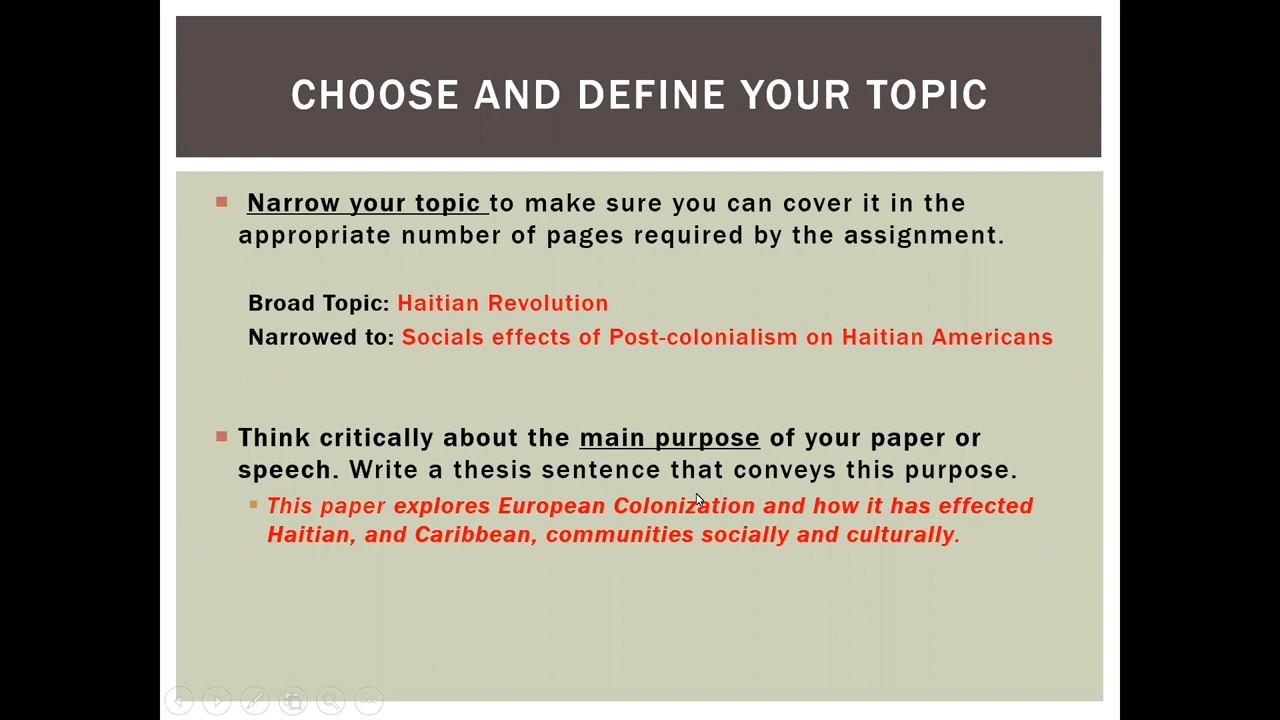 CHOOSE AND DEFINE YOUR TOPIC
Narrow your topic to make sure you can cover it in the
appropriate number of pages required by the assignment.
Broad Topic: Haitian Revolution
Narrowed to: Socials effects of Post-colonialism on Haitian Americans
Think critically about the main purpose of your paper or
speech. Write a thesis sentence that conveys this purpose.
This paper explores European Colonization and how it has effected
Haitian, and Caribbean, communities socially and culturally.